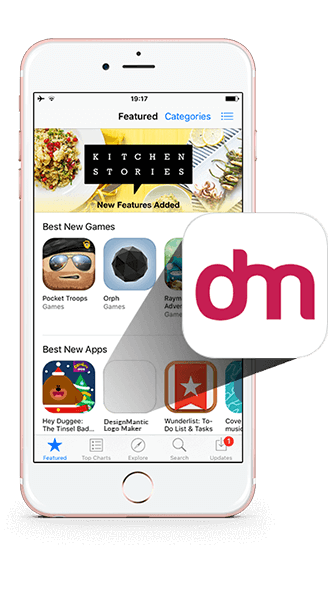 19:17
Featured Categories
KITCHEN
STORIES
New Features Added
Best New Games
Pocket Troops
Games
Orph
Games
Raym
Adven
Games
dm
Best New Apps
Hey Duggee:
The Tinsel Bad...
DesignMantic
Logo Maker
Wunderlist: To-
Do List & Tasks
Cove
music
1
Featured Top Charts Explore Search Updates